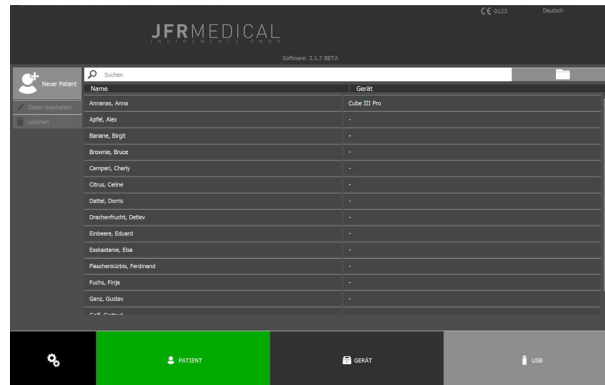 CE 0123 Deutsch
JFRMEDICAL
INSTRUMENTS GMBH
Software: 2.1.7 BETA
Suchen
Neuer Patient
Name Gerät
Daten bearbeiten
Annanas, Anna Cube III Pro
Löschen
Apfel, Alex -
Banane, Birgit -
Brownie, Bruce -
Campari, Charly -
Citrus, Celine -
Dattel, Dorris -
Drachenfrucht, Detlev -
Einbeere, Eduard -
Esskastanie, Elsa -
Flaschenkürbis, Ferdinand -
Fuchs, Finja -
Ganz, Gustav -
PATIENT GERÄT USB